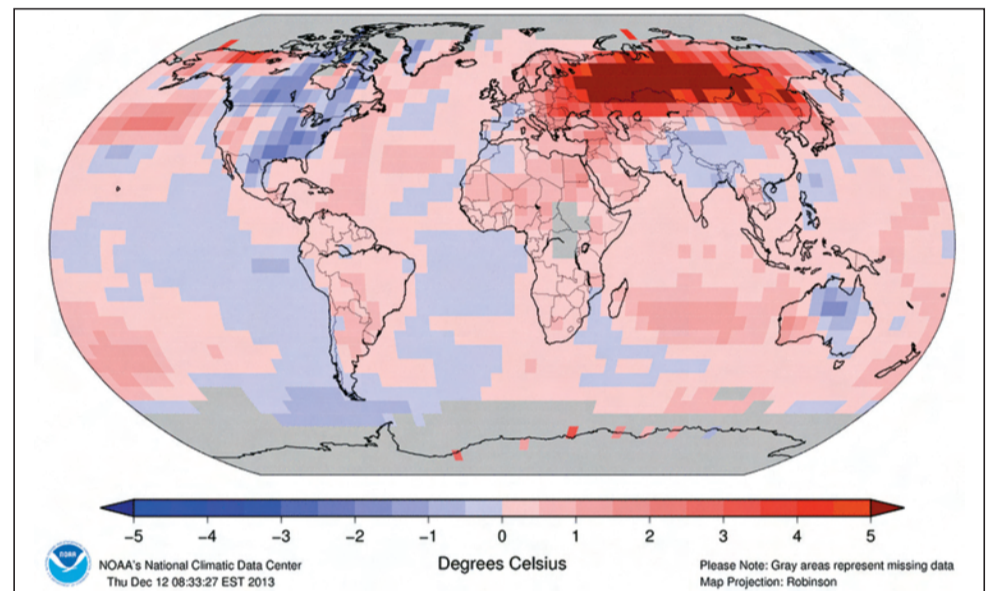 −5 −4 −3 −2 −1 0 1 2 3 4 5
Degrees Celsius
NOAA
NOAA's National Climatic Data Center
Thu Dec 12 08:33:27 EST 2013
Please Note: Gray areas represent missing data
Map Projection: Robinson